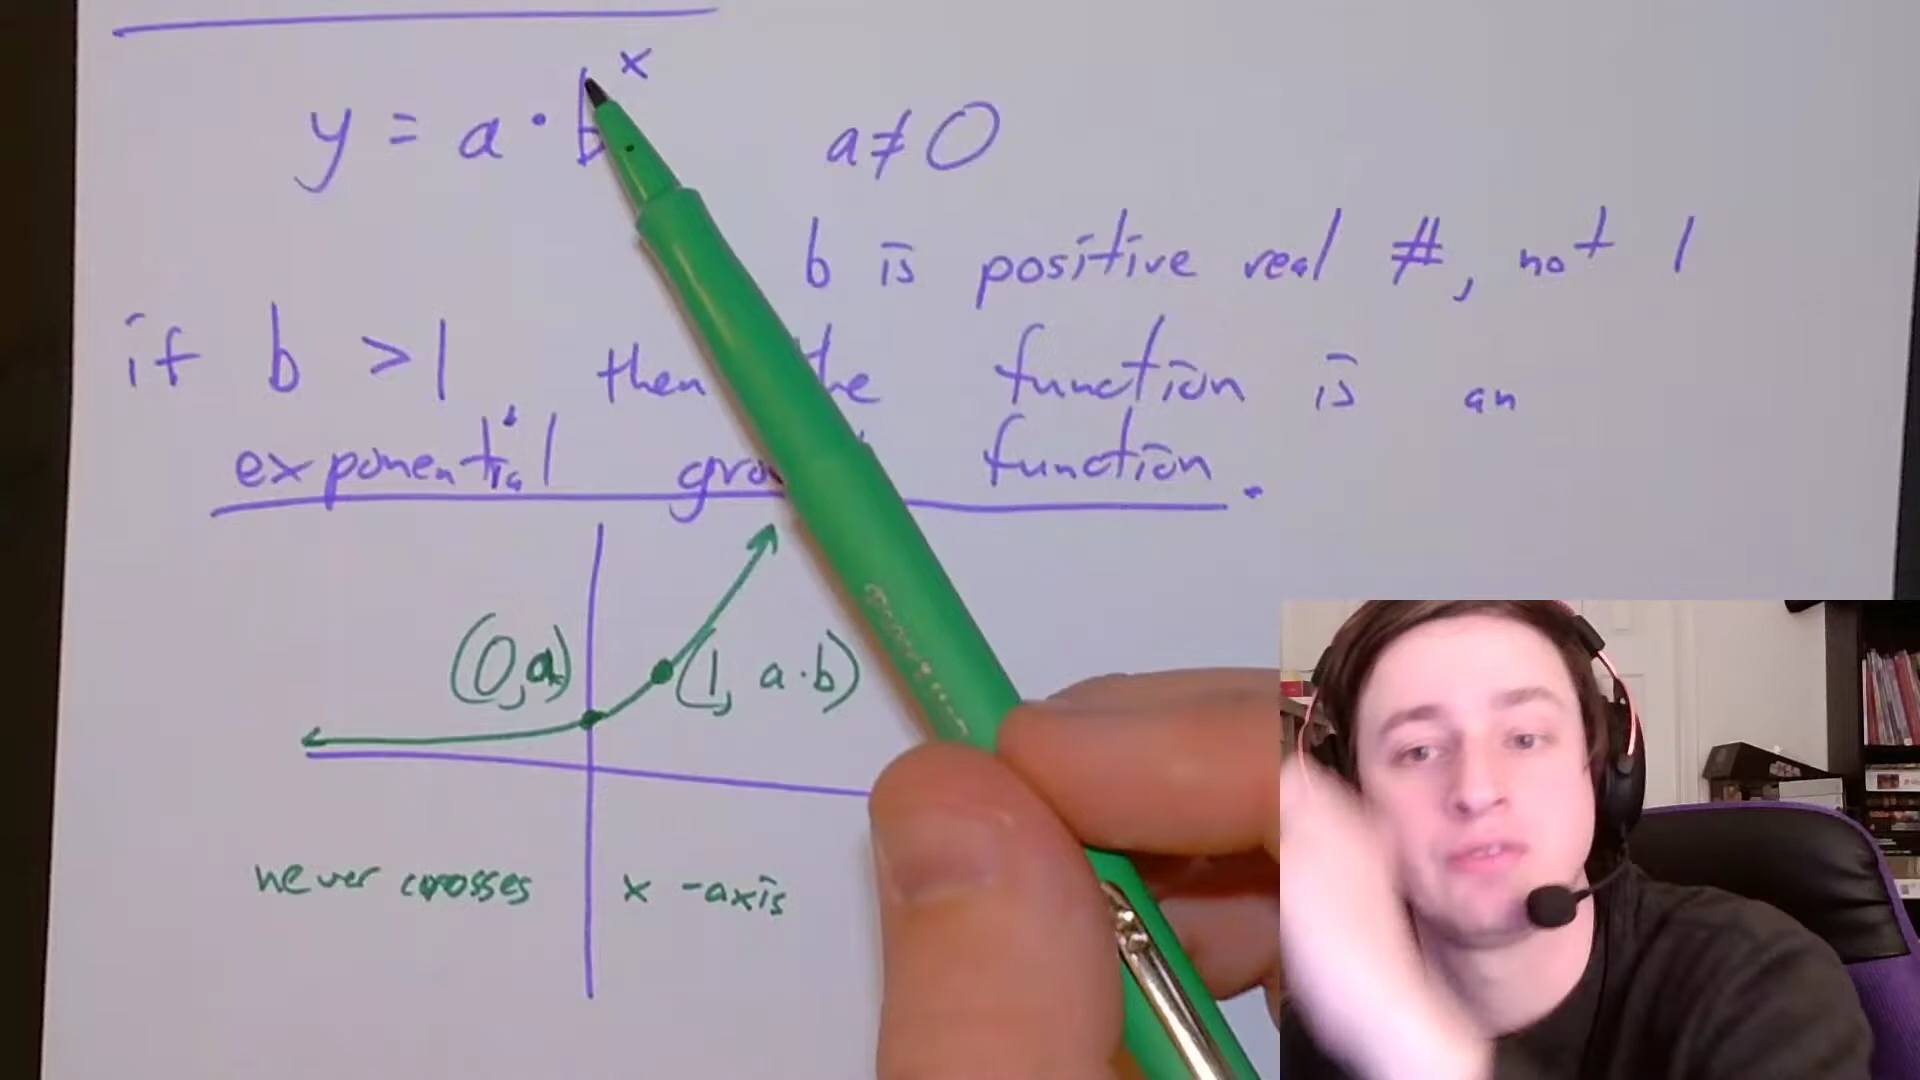 y = a · b^x
a ≠ 0
b is positive real #, not 1
if b > 1 then the function is an
exponential function.
(0, a)
(1, a·b)
never crosses x-axis